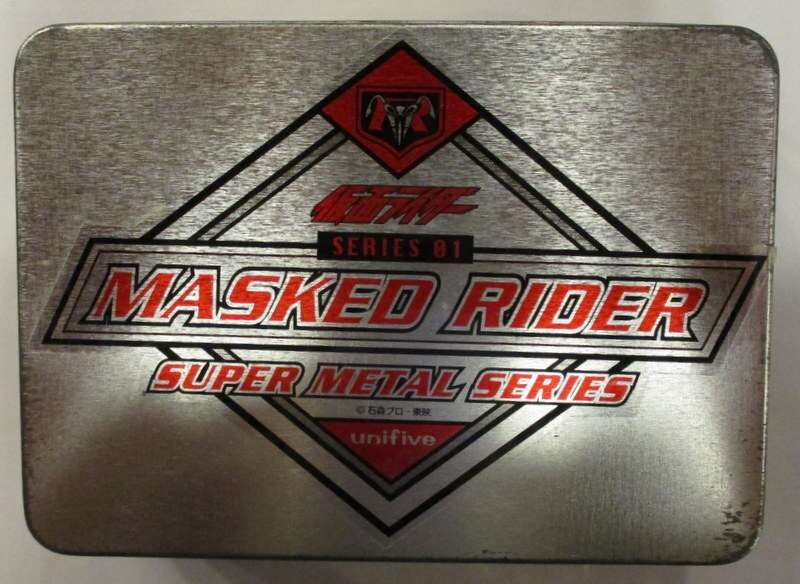 仮面ライダー
SERIES 01
MASKED RIDER
SUPER METAL SERIES
© 石森プロ・東映
unifive